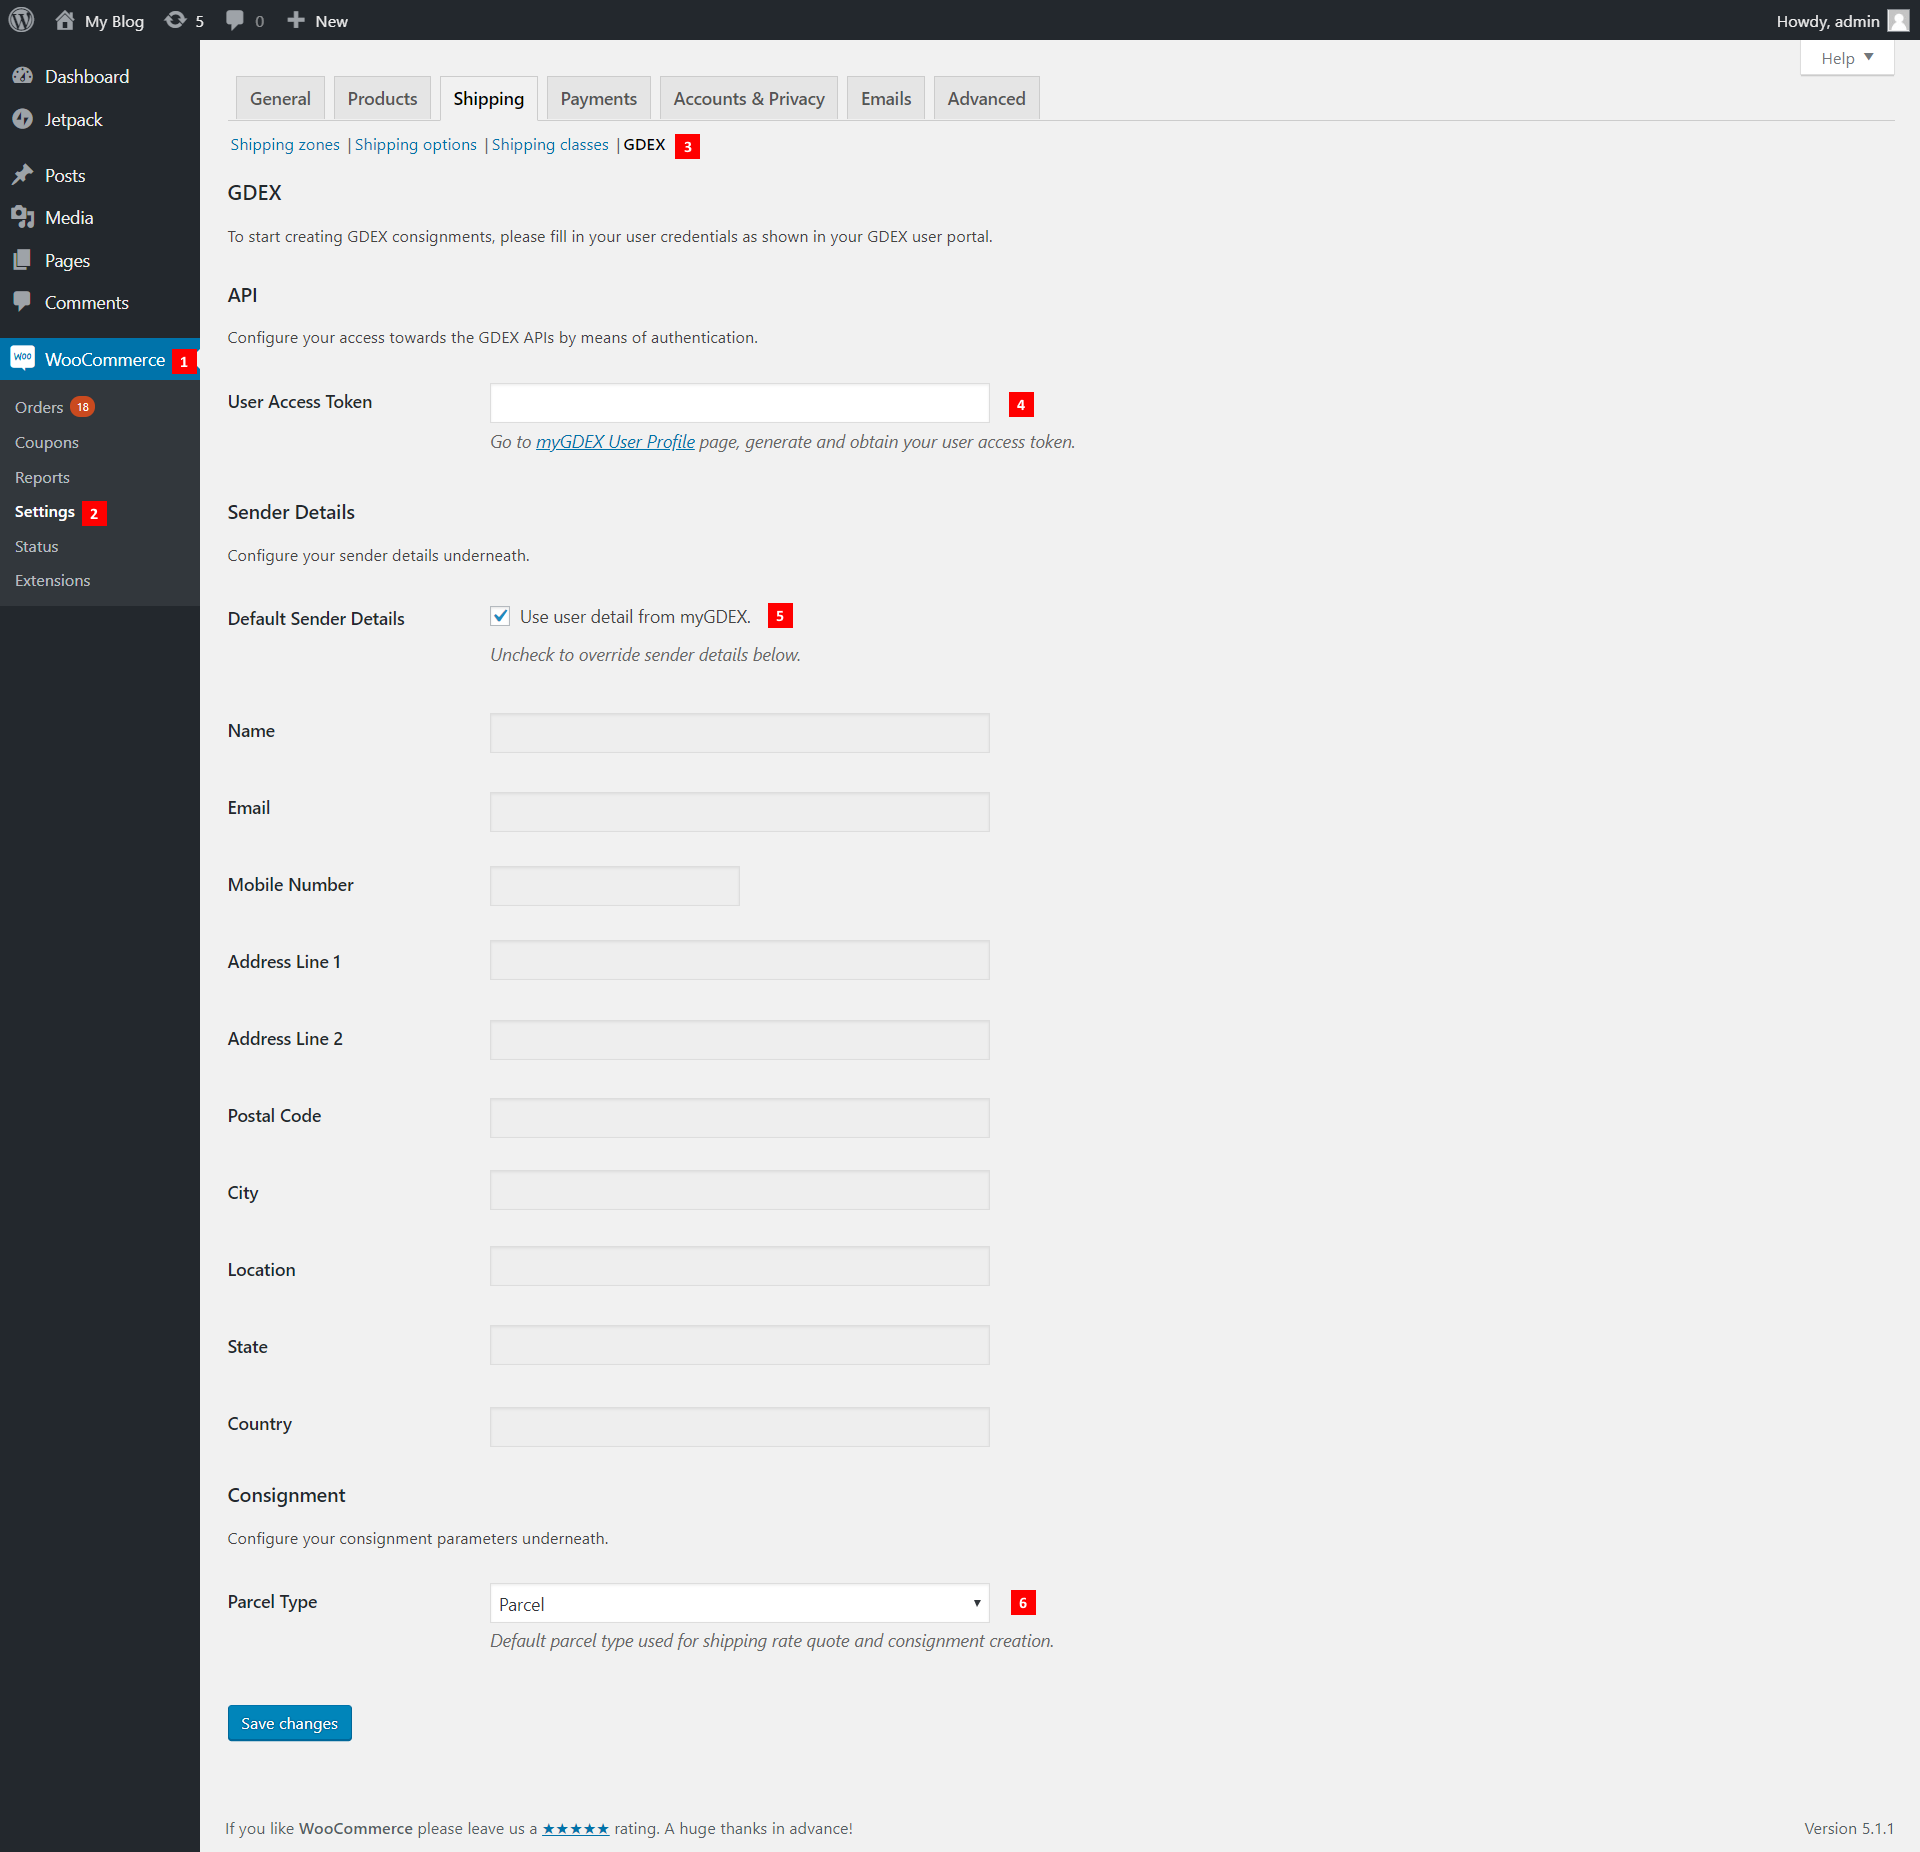 My Blog 5 0 New Howdy, admin
Help
Dashboard
Jetpack
Posts
Media
Pages
Comments
WooCommerce 1
Orders 18
Coupons
Reports
Settings 2
Status
Extensions
General Products Shipping Payments Accounts & Privacy Emails Advanced
Shipping zones | Shipping options | Shipping classes | GDEX 3
GDEX
To start creating GDEX consignments, please fill in your user credentials as shown in your GDEX user portal.
API
Configure your access towards the GDEX APIs by means of authentication.
User Access Token 4
Go to myGDEX User Profile page, generate and obtain your user access token.
Sender Details
Configure your sender details underneath.
Default Sender Details Use user detail from myGDEX. 5
Uncheck to override sender details below.
Name
Email
Mobile Number
Address Line 1
Address Line 2
Postal Code
City
Location
State
Country
Consignment
Configure your consignment parameters underneath.
Parcel Type Parcel 6
Default parcel type used for shipping rate quote and consignment creation.
Save changes
If you like WooCommerce please leave us a ★★★★★ rating. A huge thanks in advance! Version 5.1.1